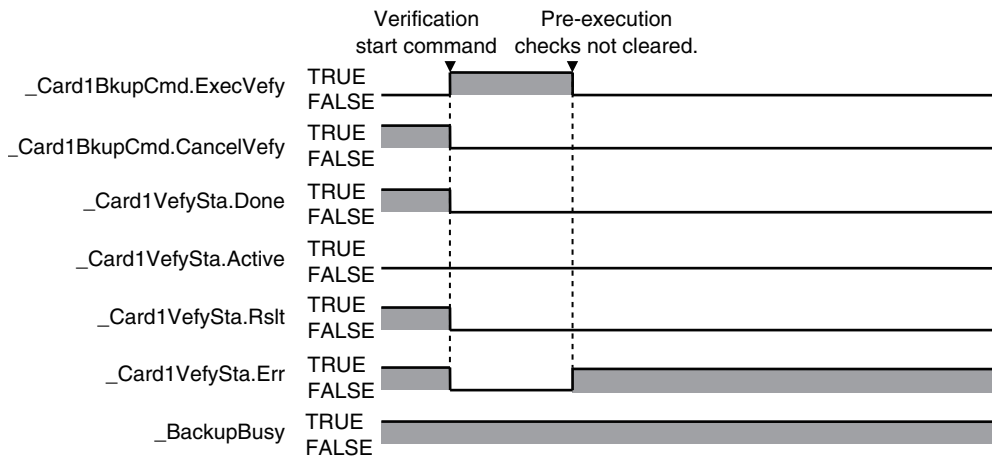 Verification Pre-execution
start command checks not cleared.
_Card1BkupCmd.ExecVefy TRUE
FALSE
_Card1BkupCmd.CancelVefy TRUE
FALSE
_Card1VefySta.Done TRUE
FALSE
_Card1VefySta.Active TRUE
FALSE
_Card1VefySta.Rslt TRUE
FALSE
_Card1VefySta.Err TRUE
FALSE
_BackupBusy TRUE
FALSE